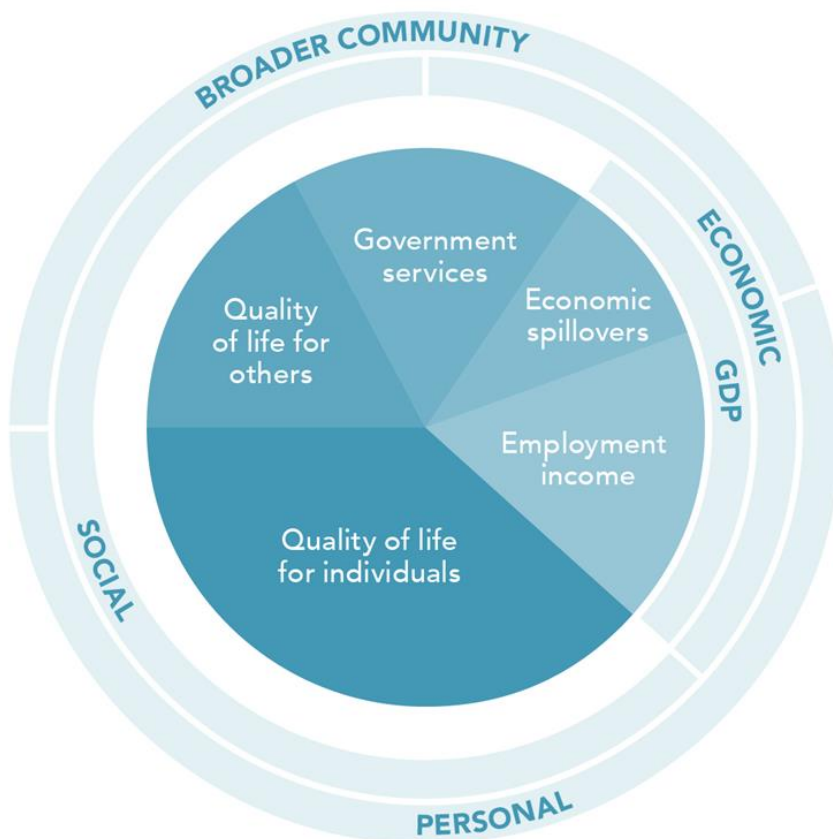 BROADER COMMUNITY
ECONOMIC
GDP
Government
services
Economic
spillovers
Quality
of life for
others
Employment
income
Quality of life
for individuals
SOCIAL
PERSONAL